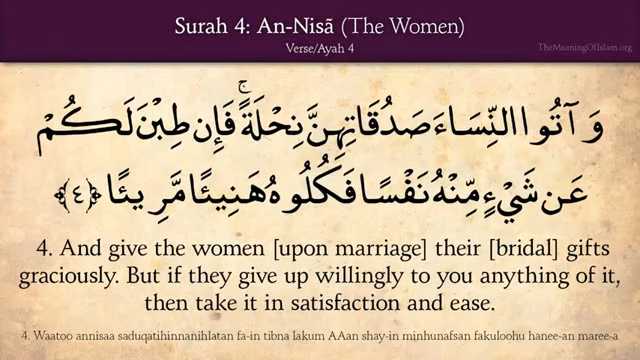 Surah 4: An-Nisã (The Women)
Verse/Ayah 4
TheMeaningOfIslam.org
وَآتُوا النِّسَاءَ صَدُقَاتِهِنَّ نِحْلَةً ۚ فَإِن طِبْنَ لَكُمْ
عَن شَيْءٍ مِّنْهُ نَفْسًا فَكُلُوهُ هَنِيئًا مَّرِيئًا ﴿٤﴾
4. And give the women [upon marriage] their [bridal] gifts
graciously. But if they give up willingly to you anything of it,
then take it in satisfaction and ease.
4. Waatoo annisaa saduqatihinnanihlatan fa-in tibna lakum AAan shay-in minhunafsan fakuloohu hanee-an maree-a